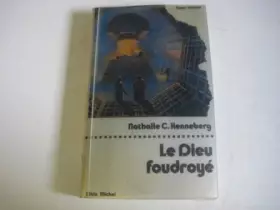 Nathalie C. Henneberg
Le Dieu
foudroyé
Albin Michel